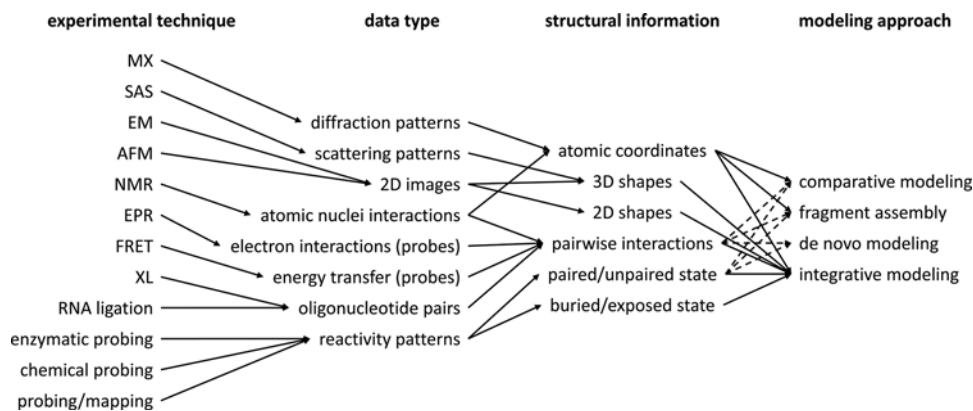 experimental technique data type structural information modeling approach
MX
SAS
EM
AFM
NMR
EPR
FRET
XL
RNA ligation
enzymatic probing
chemical probing
probing/mapping
diffraction patterns
scattering patterns
2D images
atomic nuclei interactions
electron interactions (probes)
energy transfer (probes)
oligonucleotide pairs
reactivity patterns
atomic coordinates
3D shapes
2D shapes
pairwise interactions
paired/unpaired state
buried/exposed state
comparative modeling
fragment assembly
de novo modeling
integrative modeling